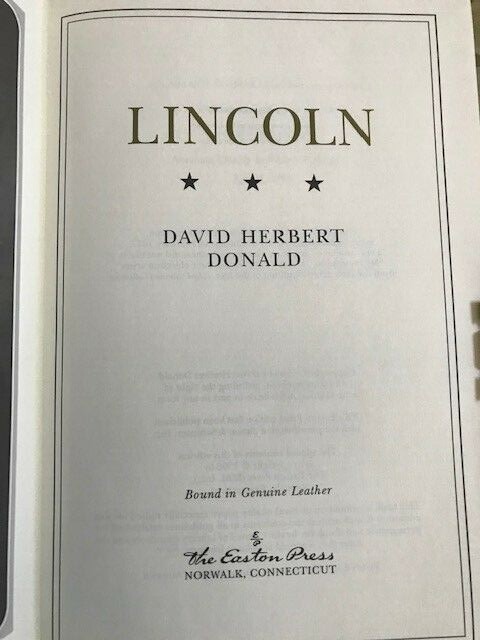 LINCOLN
DAVID HERBERT
DONALD
Bound in Genuine Leather
The Easton Press
NORWALK, CONNECTICUT